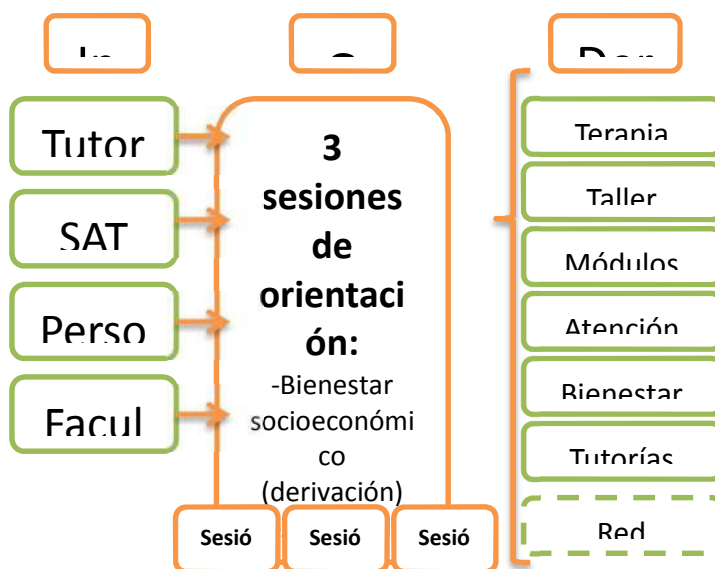 Tutor
SAT
Perso
Facul
3
sesiones
de
orientaci
ón:
-Bienestar
socioeconómi
co
(derivación)
Sesió
Sesió
Sesió
Terapia
Taller
Módulos
Atención
Bienestar
Tutorías
Red